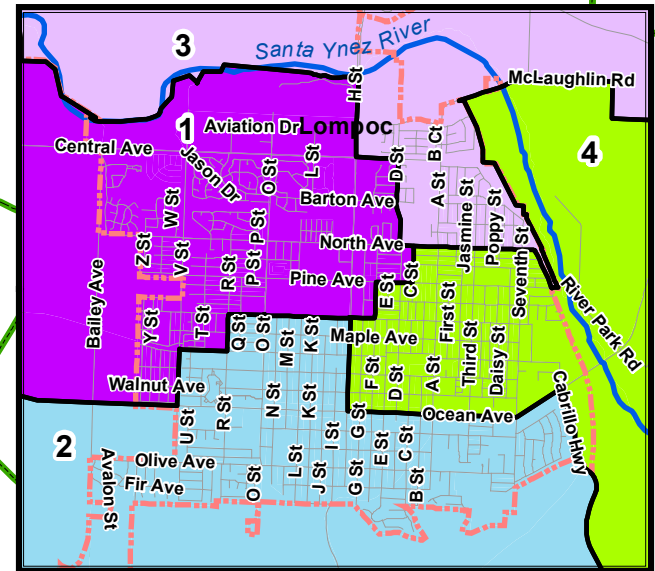 3
Santa Ynez River
McLaughlin Rd
H St
1
Aviation Dr
Lompoc
Central Ave
4
Jason Dr
O St
L St
D St
B Ct
A St
Jasmine St
Poppy St
Barton Ave
W St
P St
North Ave
Z St
V St
R St
P St
Pine Ave
E St
C St
Seventh St
River Park Rd
Bailey Ave
Y St
T St
Q St
O St
M St
K St
Maple Ave
First St
Third St
Daisy St
F St
D St
A St
Walnut Ave
Cabrillo Hwy
Ocean Ave
2
U St
R St
N St
K St
I St
G St
E St
C St
Olive Ave
Avalon St
Fir Ave
O St
L St
J St
G St
B St